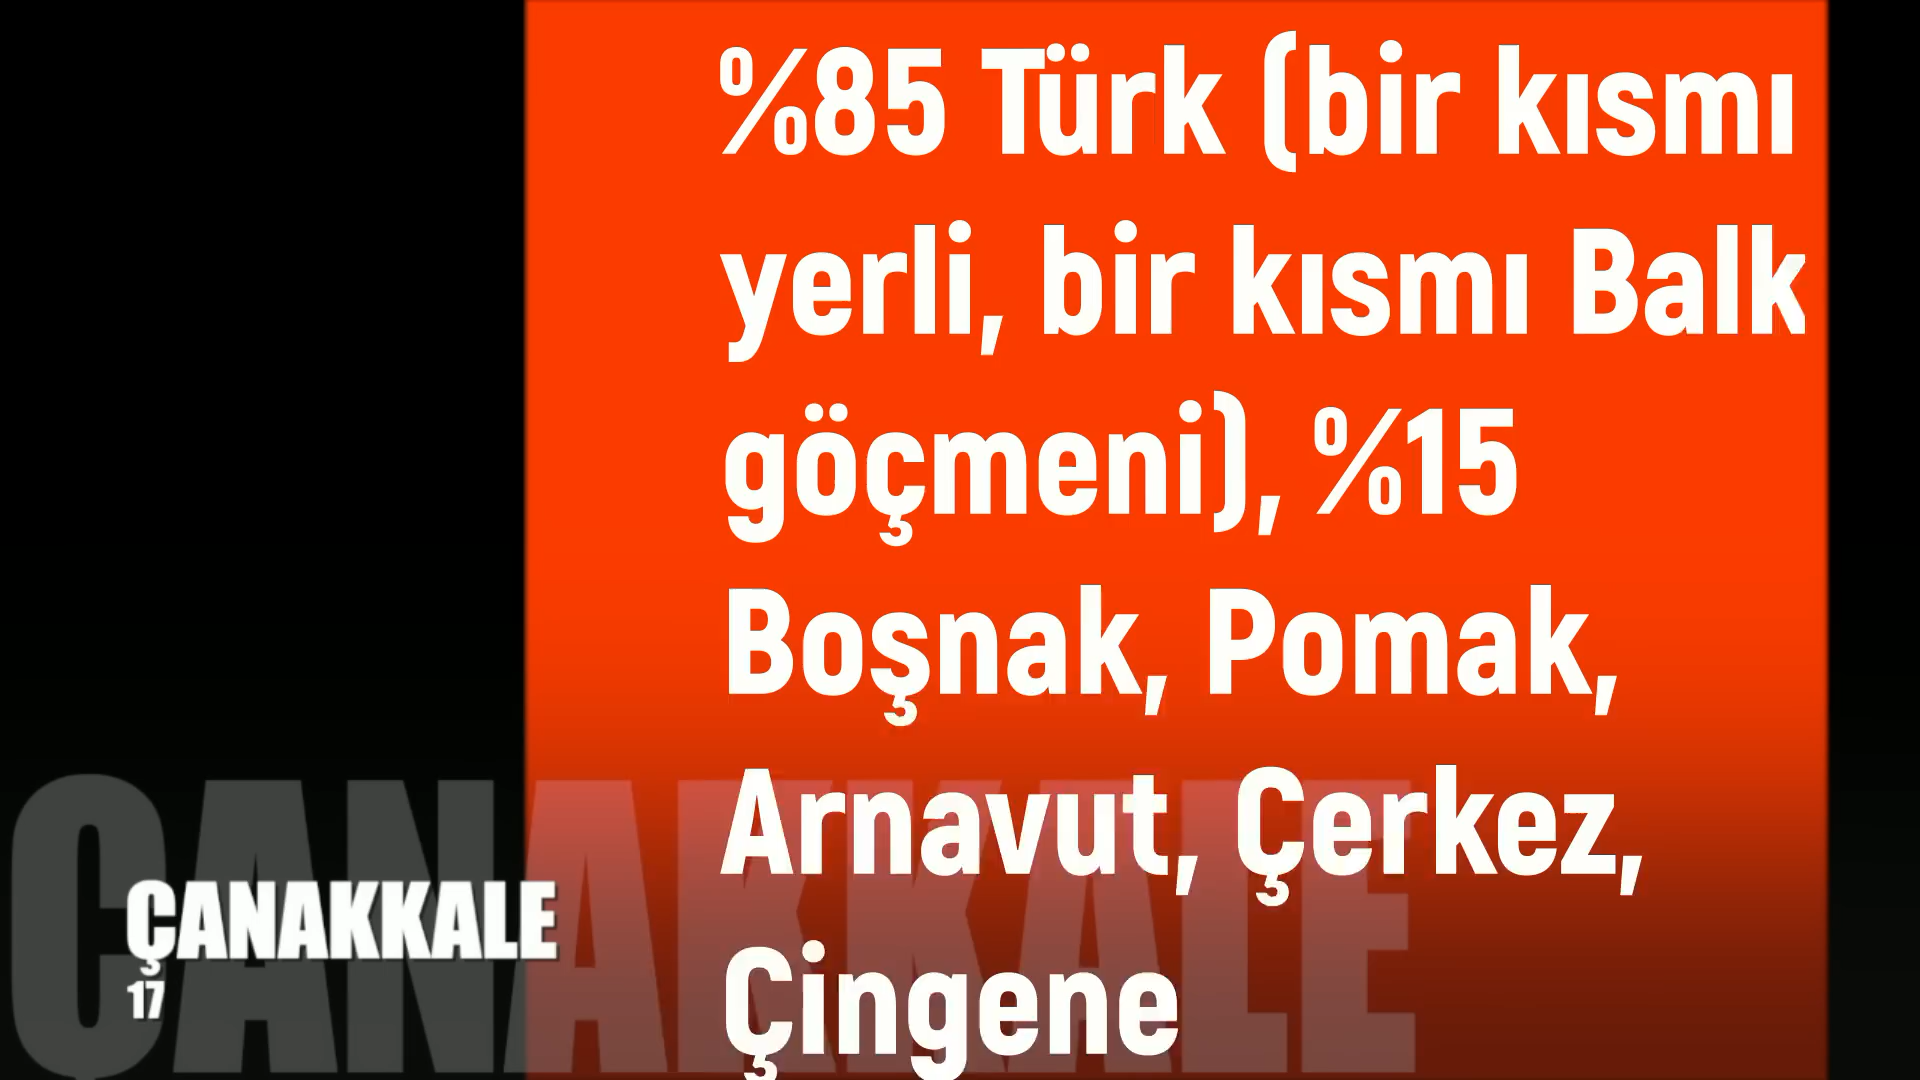 %85 Türk (bir kısmı
yerli, bir kısmı Balk
göçmeni), %15
Boşnak, Pomak,
Arnavut, Çerkez,
Çingene
ÇANAKKALE
ÇANAKKALE
17